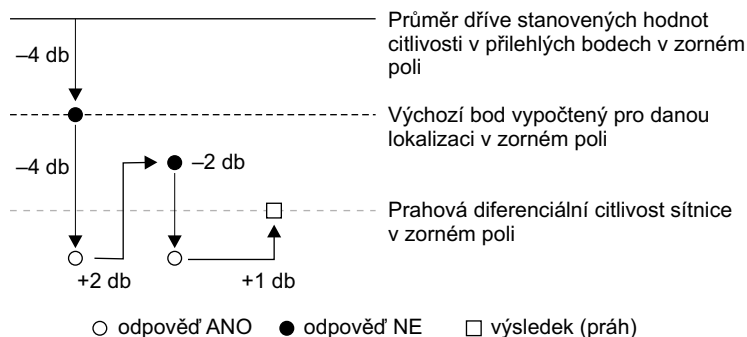 Průměr dříve stanovených hodnot
citlivosti v přilehlých bodech v zorném
poli
–4 db
Výchozí bod vypočtený pro danou
lokalizaci v zorném poli
–4 db
–2 db
Prahová diferenciální citlivost sítnice
v zorném poli
+2 db
+1 db
odpověď ANO
odpověď NE
výsledek (práh)